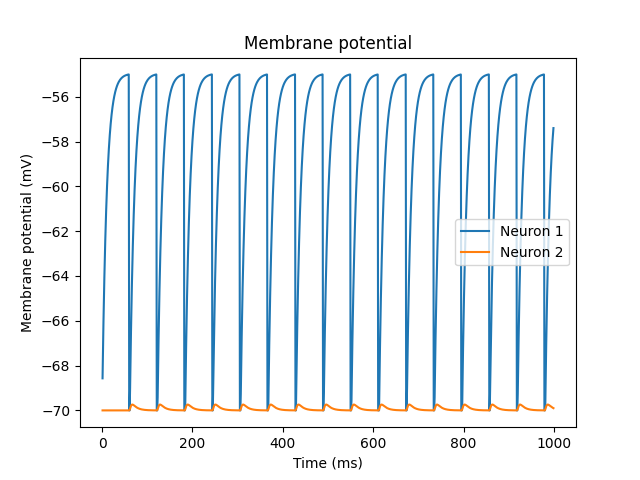 Membrane potential
Membrane potential (mV)
−56
−58
−60
−62
−64
−66
−68
−70
Neuron 1
Neuron 2
0 200 400 600 800 1000
Time (ms)